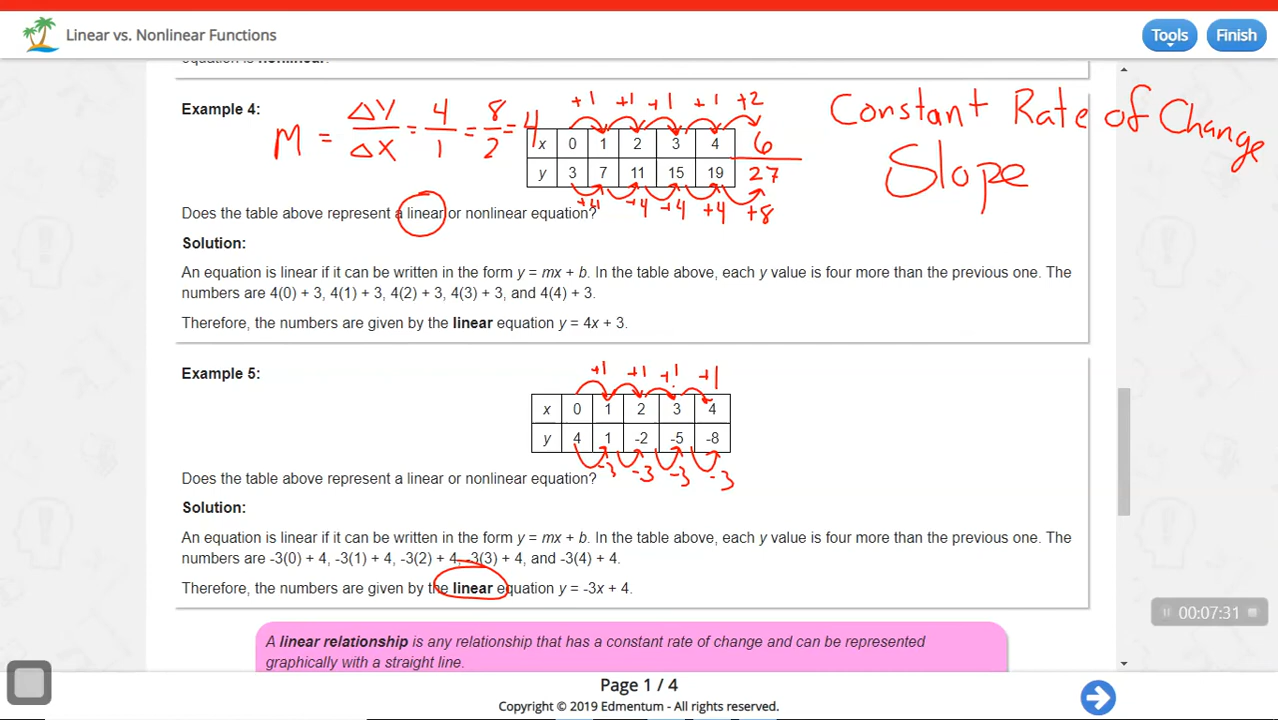 Linear vs. Nonlinear Functions
Tools
Finish
equation is nonlinear.
Example 4:
M = ΔY/ΔX = 4/1 = 8/2 = 4
+1 +1 +1 +1 +2
x 0 1 2 3 4 6
y 3 7 11 15 19 27
+4 +4 +4 +4 +8
Constant Rate of Change
Slope
Does the table above represent a linear or nonlinear equation?
Solution:
An equation is linear if it can be written in the form y = mx + b. In the table above, each y value is four more than the previous one. The
numbers are 4(0) + 3, 4(1) + 3, 4(2) + 3, 4(3) + 3, and 4(4) + 3.
Therefore, the numbers are given by the linear equation y = 4x + 3.
Example 5:
+1 +1 +1 +1
x 0 1 2 3 4
y 4 1 -2 -5 -8
-3 -3 -3 -3
Does the table above represent a linear or nonlinear equation?
Solution:
An equation is linear if it can be written in the form y = mx + b. In the table above, each y value is four more than the previous one. The
numbers are -3(0) + 4, -3(1) + 4, -3(2) + 4, -3(3) + 4, and -3(4) + 4.
Therefore, the numbers are given by the linear equation y = -3x + 4.
A linear relationship is any relationship that has a constant rate of change and can be represented
graphically with a straight line.
00:07:31
Page 1 / 4
Copyright © 2019 Edmentum - All rights reserved.